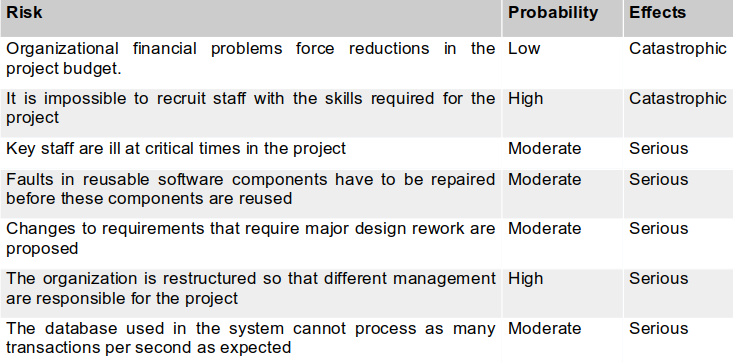 Risk Probability Effects
Organizational financial problems force reductions in the Low Catastrophic
project budget.
It is impossible to recruit staff with the skills required for the High Catastrophic
project
Key staff are ill at critical times in the project Moderate Serious
Faults in reusable software components have to be repaired Moderate Serious
before these components are reused
Changes to requirements that require major design rework are Moderate Serious
proposed
The organization is restructured so that different management High Serious
are responsible for the project
The database used in the system cannot process as many Moderate Serious
transactions per second as expected